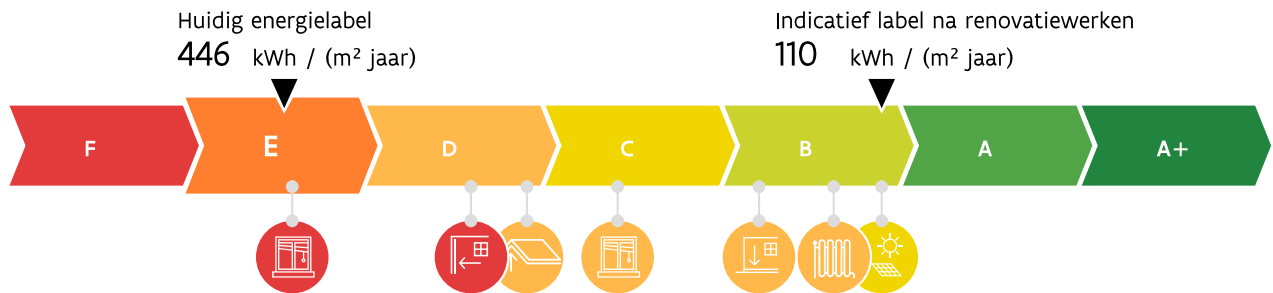 Huidig energielabel
446 kWh / (m² jaar)
Indicatief label na renovatiewerken
110 kWh / (m² jaar)
F E D C B A A+